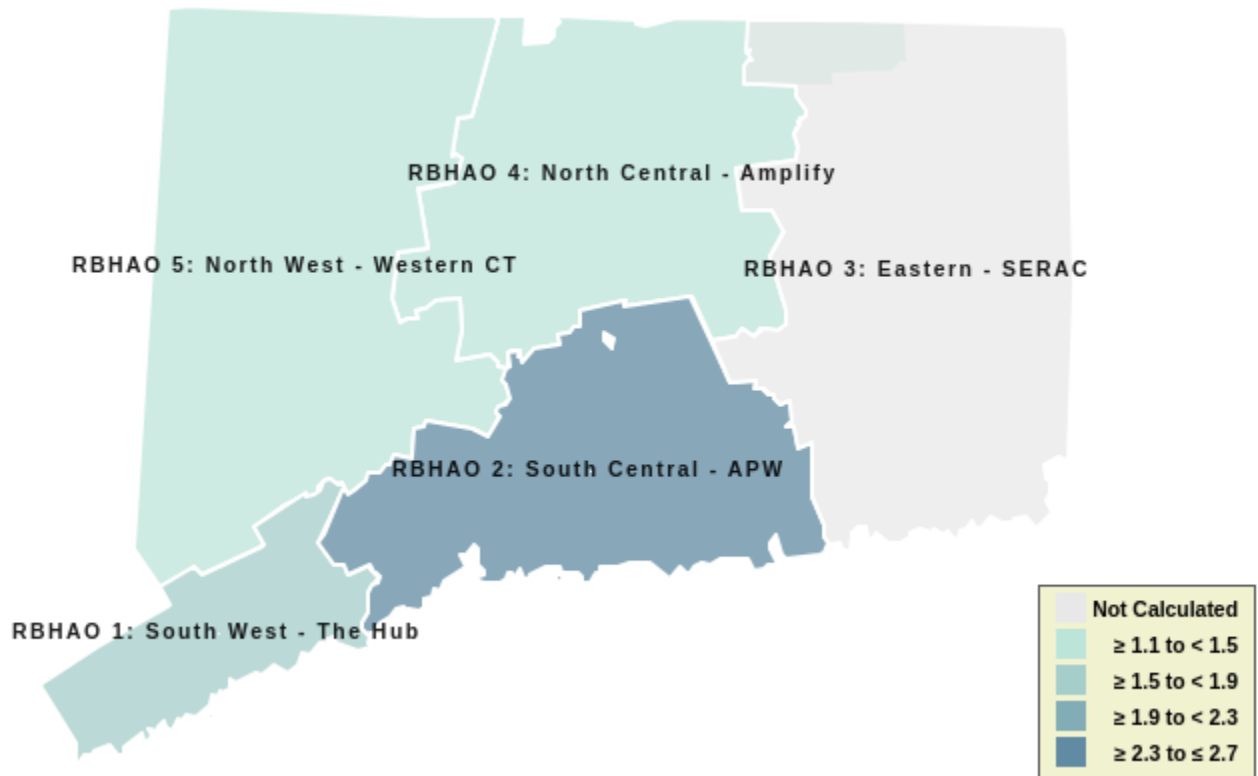 RBHAO 4: North Central - Amplify
RBHAO 5: North West - Western CT
RBHAO 3: Eastern - SERAC
RBHAO 2: South Central - APW
RBHAO 1: South West - The Hub
Not Calculated
≥ 1.1 to < 1.5
≥ 1.5 to < 1.9
≥ 1.9 to < 2.3
≥ 2.3 to ≤ 2.7